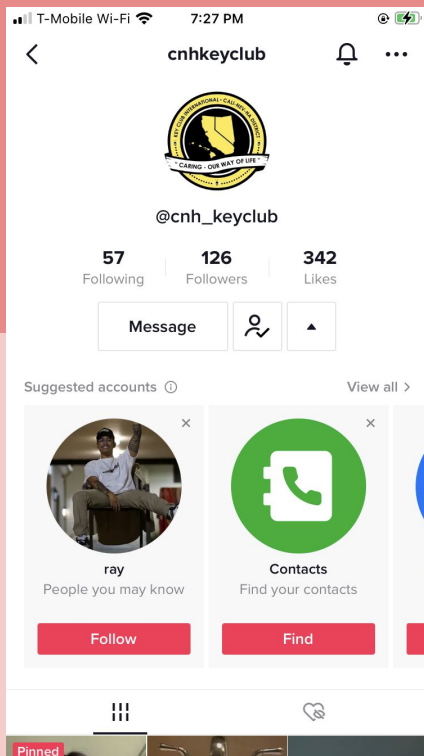 T-Mobile Wi-Fi 7:27 PM
cnhkeyclub
KEY CLUB INTERNATIONAL • CALI-NEV-HA DISTRICT
CARING - OUR WAY OF LIFE
@cnh_keyclub
57 126 342
Following Followers Likes
Message
Suggested accounts View all >
ray Contacts
People you may know Find your contacts
Follow Find
Pinned